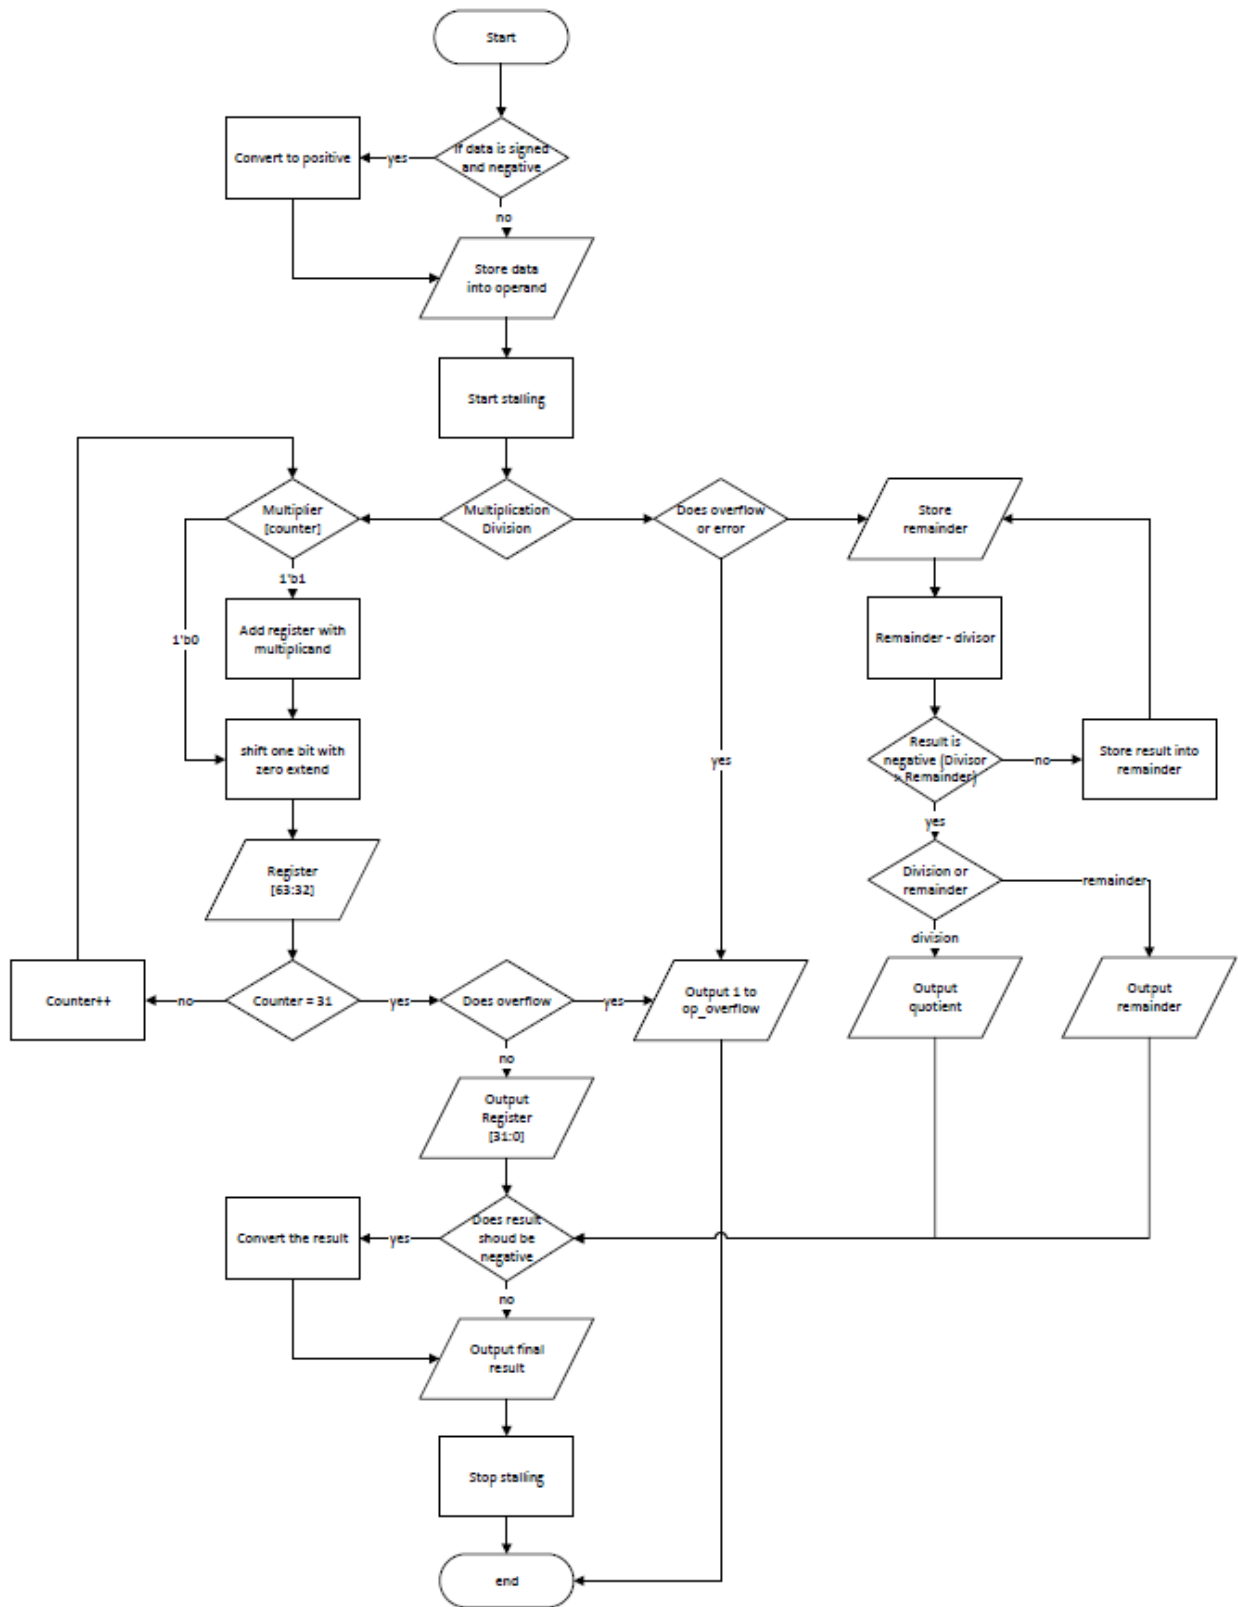 Start
If data is signed
and negative
yes
Convert to positive
no
Store data
into operand
Start stalling
Multiplier
[counter]
Multiplication
Division
Does overflow
or error
Store
remainder
1'b1
1'b0
Add register with
multiplicand
Remainder - divisor
shift one bit with
zero extend
yes
Result is
negative (Divisor
> Remainder)
no
Store result into
remainder
yes
Register
[63:32]
Division or
remainder
remainder
division
Counter++
no
Counter = 31
yes
Does overflow
yes
Output 1 to
op_overflow
Output
quotient
Output
remainder
no
Output
Register
[31:0]
Convert the result
yes
Does result
shoud be
negative
no
Output final
result
Stop stalling
end